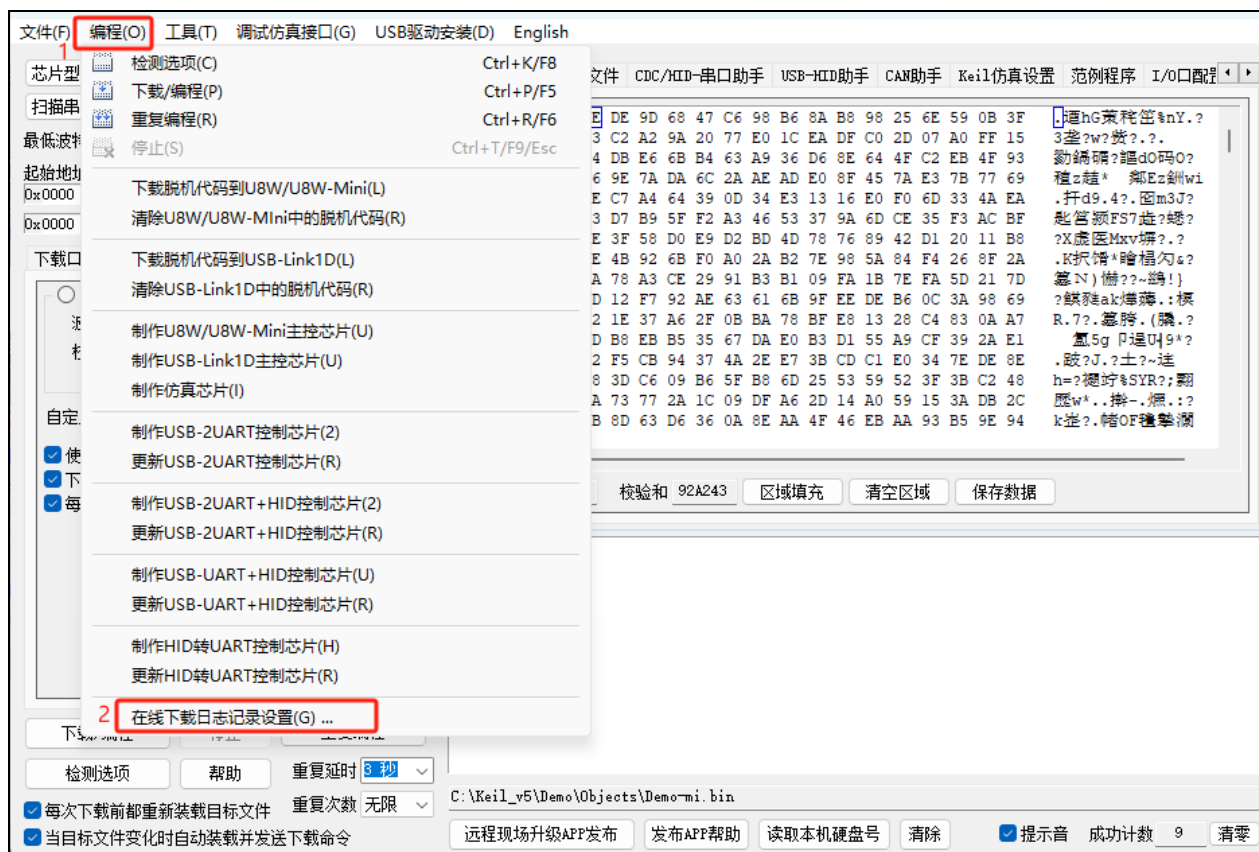 文件(F) 编程(O) 工具(T) 调试仿真接口(G) USB驱动安装(D) English
1
芯片型
扫描串
最低波特
起始地址
0x0000
0x0000
下载口
自定
使
下
每
检测选项(C) Ctrl+K/F8
下载/编程(P) Ctrl+P/F5
重复编程(R) Ctrl+R/F6
停止(S) Ctrl+T/F9/Esc
下载脱机代码到U8W/U8W-Mini(L)
清除U8W/U8W-MIni中的脱机代码(R)
下载脱机代码到USB-Link1D(L)
清除USB-Link1D中的脱机代码(R)
制作U8W/U8W-Mini主控芯片(U)
制作USB-Link1D主控芯片(U)
制作仿真芯片(I)
制作USB-2UART控制芯片(2)
更新USB-2UART控制芯片(R)
制作USB-2UART+HID控制芯片(2)
更新USB-2UART+HID控制芯片(R)
制作USB-UART+HID控制芯片(U)
更新USB-UART+HID控制芯片(R)
制作HID转UART控制芯片(H)
更新HID转UART控制芯片(R)
2 在线下载日志记录设置(G) ...
文件 CDC/HID-串口助手 USB-HID助手 CAN助手 Keil仿真设置 范例程序 I/O口配
E DE 9D 68 47 C6 98 B6 8A B8 98 25 6E 59 0B 3F
3 C2 A2 9A 20 77 E0 1C EA DF C0 2D 07 A0 FF 15
4 DB E6 6B B4 63 A9 36 D6 8E 64 4F C2 EB 4F 93
6 9E 7A DA 6C 2A AE AD E0 8F 45 7A E3 7B 77 69
E C7 A4 64 39 0D 34 E3 13 16 E0 F0 6D 33 4A EA
3 D7 B9 5F F2 A3 46 53 37 9A 6D CE 35 F3 AC BF
E 3F 58 D0 E9 D2 BD 4D 78 76 89 42 D1 20 11 B8
E 4B 92 6B F0 A0 2A B2 7E 98 5A 84 F4 26 8F 2A
A 78 A3 CE 29 91 B3 B1 09 FA 1B 7E FA 5D 21 7D
D 12 F7 92 AE 63 61 6B 9F EE DE B6 0C 3A 98 69
2 1E 37 A6 2F 0B BA 78 BF E8 13 28 C4 83 0A A7
D B8 EB B5 35 67 DA E0 B3 D1 55 A9 CF 39 2A E1
2 F5 CB 94 37 4A 2E E7 3B CD C1 E0 34 7E DE 8E
8 3D C6 09 B6 5F B8 6D 25 53 59 52 3F 3B C2 48
A 73 77 2A 1C 09 DF A6 2D 14 A0 59 15 3A DB 2C
B 8D 63 D6 36 0A 8E AA 4F 46 EB AA 93 B5 9E 94
校验和 92A243 区域填充 清空区域 保存数据
检测选项 帮助 重复延时 3 秒
每次下载前都重新装载目标文件 重复次数 无限
当目标文件变化时自动装载并发送下载命令
C:\Keil_v5\Demo\Objects\Demo-mi.bin
远程现场升级APP发布 发布APP帮助 读取本机硬盘号 清除 提示音 成功计数 9 清零